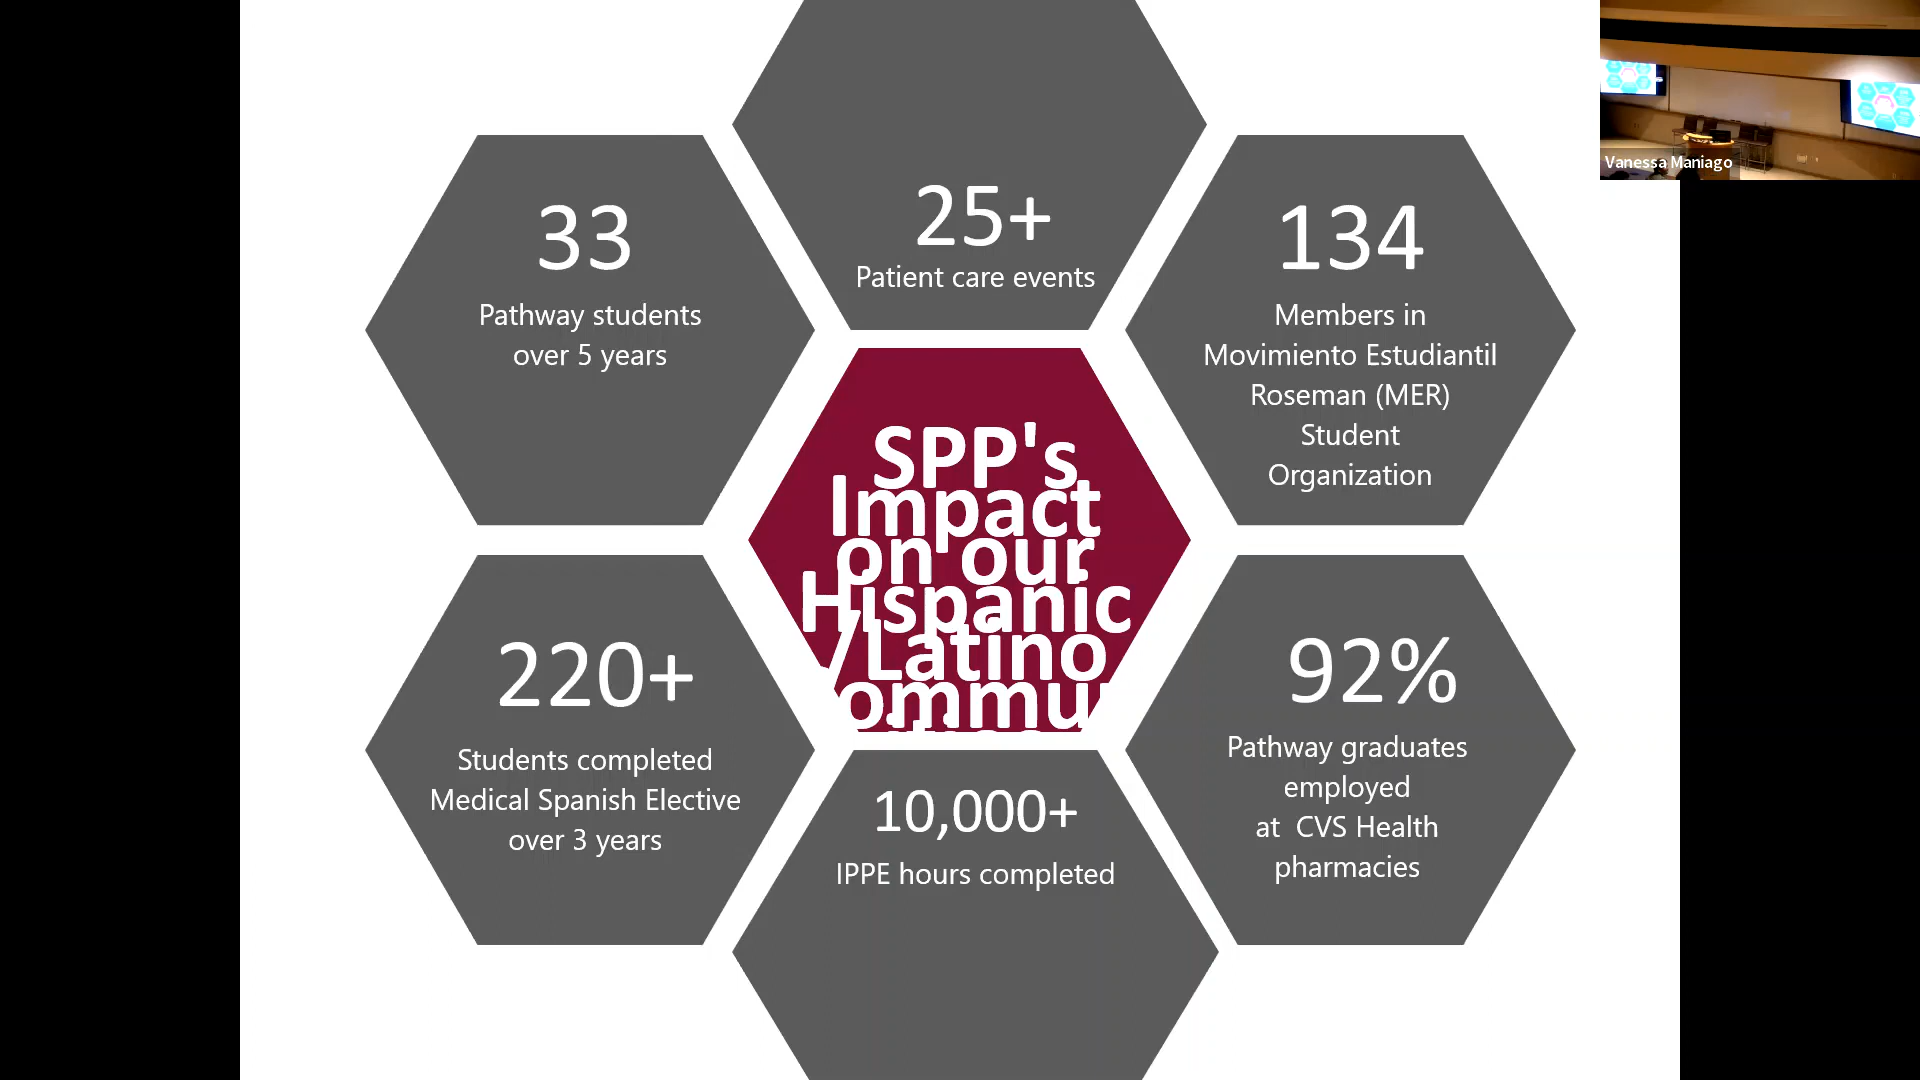 25+
Patient care events
33
Pathway students
over 5 years
134
Members in
Movimiento Estudiantil
Roseman (MER)
Student
Organization
SPP's
Impact
on our
Hispanic
/Latino
ommu
220+
Students completed
Medical Spanish Elective
over 3 years
92%
Pathway graduates
employed
at CVS Health
pharmacies
10,000+
IPPE hours completed
Vanessa Maniago